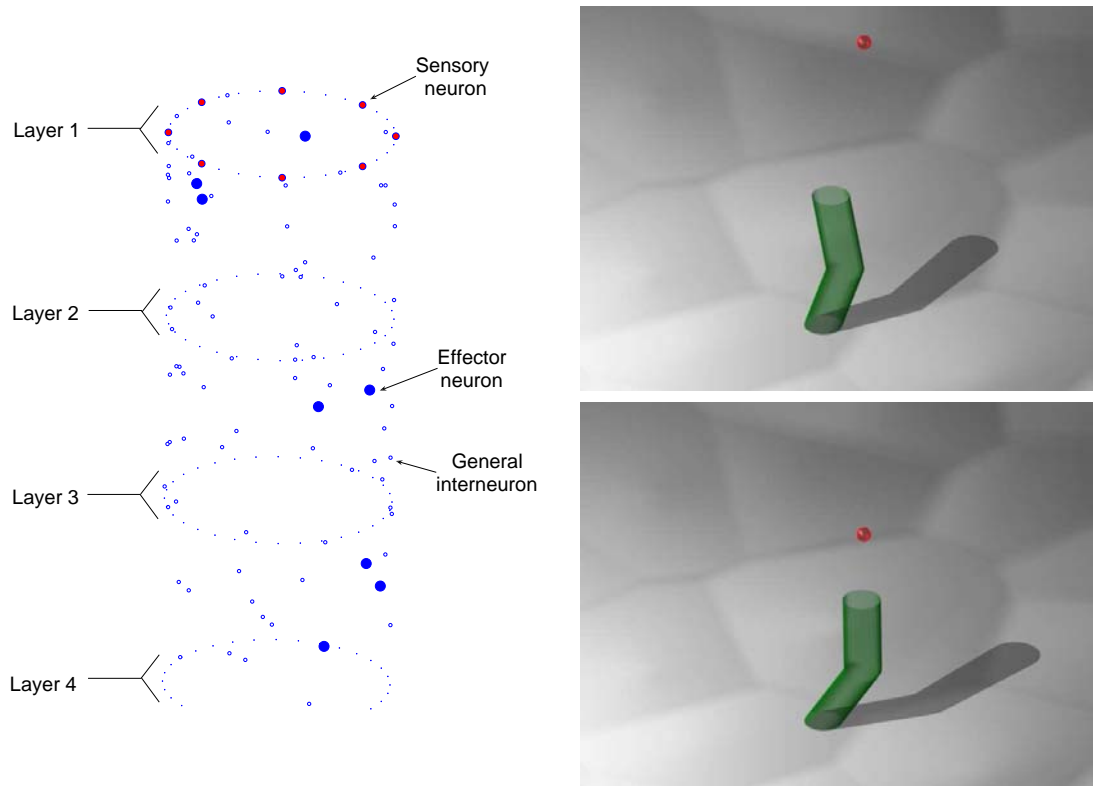 Sensory
neuron
Layer 1
Layer 2
Effector
neuron
General
interneuron
Layer 3
Layer 4